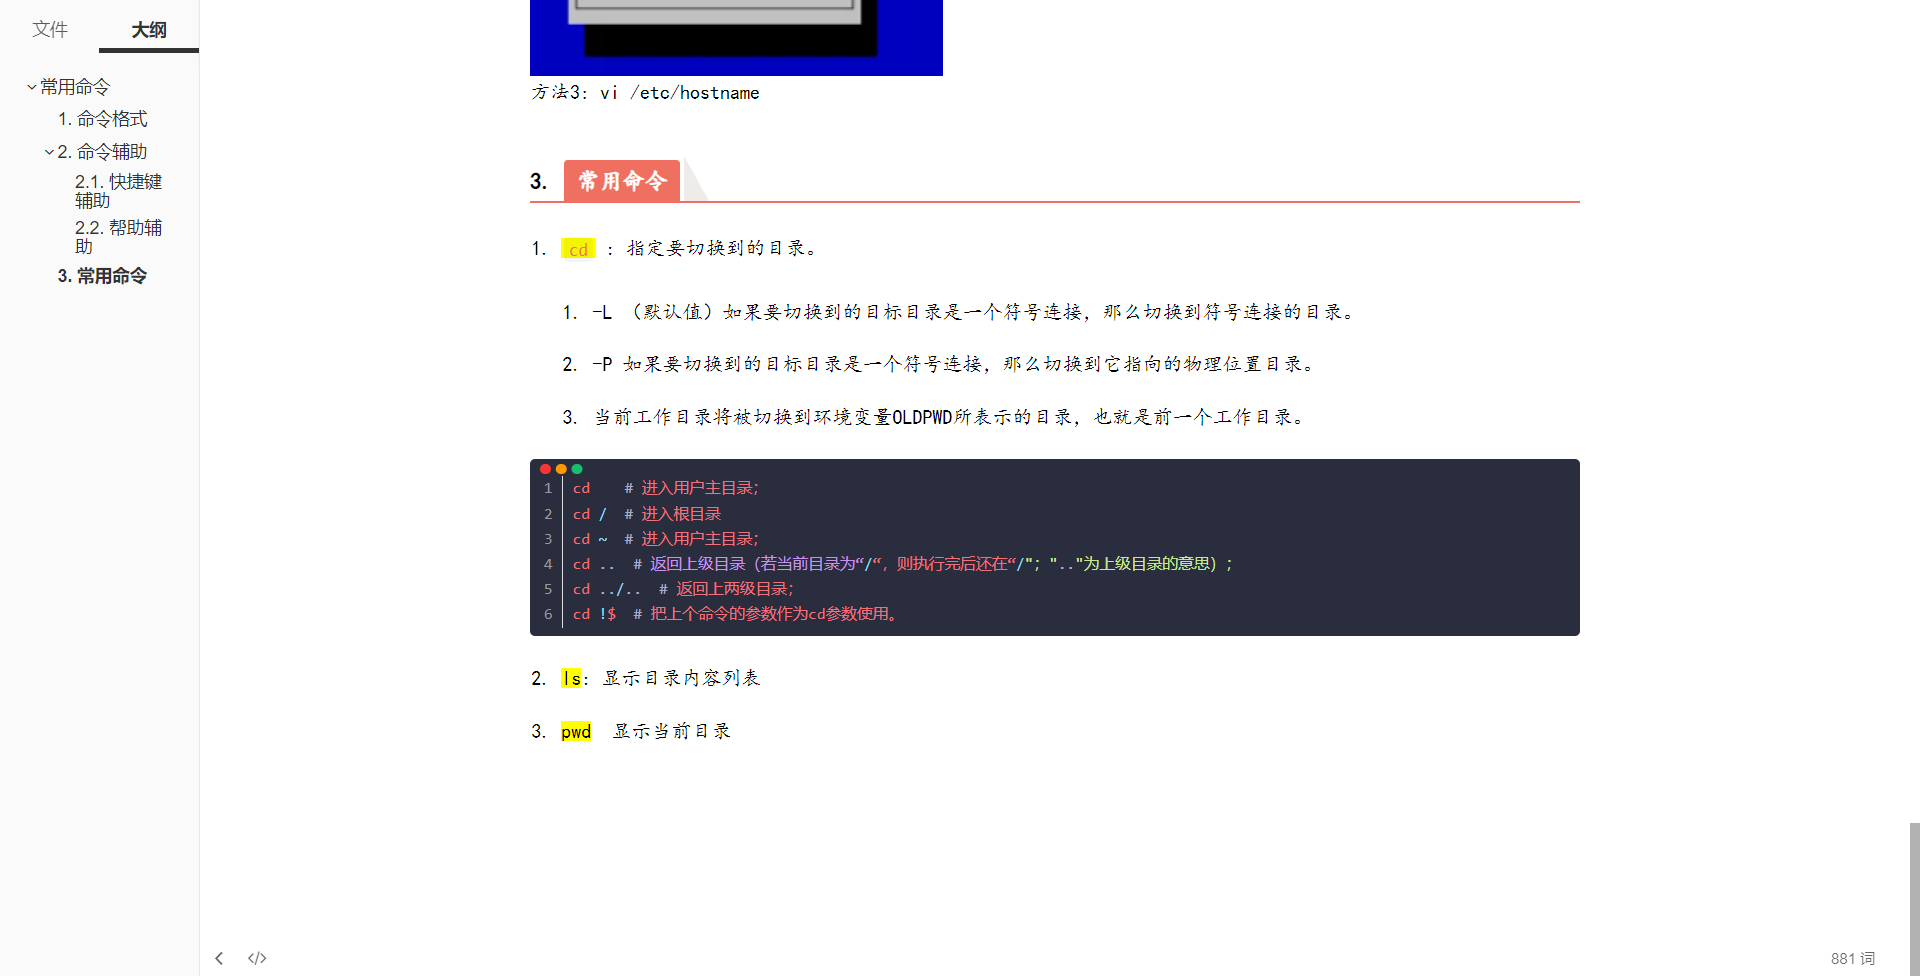 文件
大纲
常用命令
1. 命令格式
2. 命令辅助
2.1. 快捷键
辅助
2.2. 帮助辅
助
3. 常用命令
方法3：vi /etc/hostname
3. 常用命令
1. cd ：指定要切换到的目录。
1. -L （默认值）如果要切换到的目标目录是一个符号连接，那么切换到符号连接的目录。
2. -P 如果要切换到的目标目录是一个符号连接，那么切换到它指向的物理位置目录。
3. 当前工作目录将被切换到环境变量OLDPWD所表示的目录，也就是前一个工作目录。
1 cd    # 进入用户主目录；
2 cd /  # 进入根目录
3 cd ~  # 进入用户主目录；
4 cd ..  # 返回上级目录（若当前目录为“/“，则执行完后还在“/"；".."为上级目录的意思）；
5 cd ../..  # 返回上两级目录；
6 cd !$  # 把上个命令的参数作为cd参数使用。
2. ls：显示目录内容列表
3. pwd  显示当前目录
</>
881 词